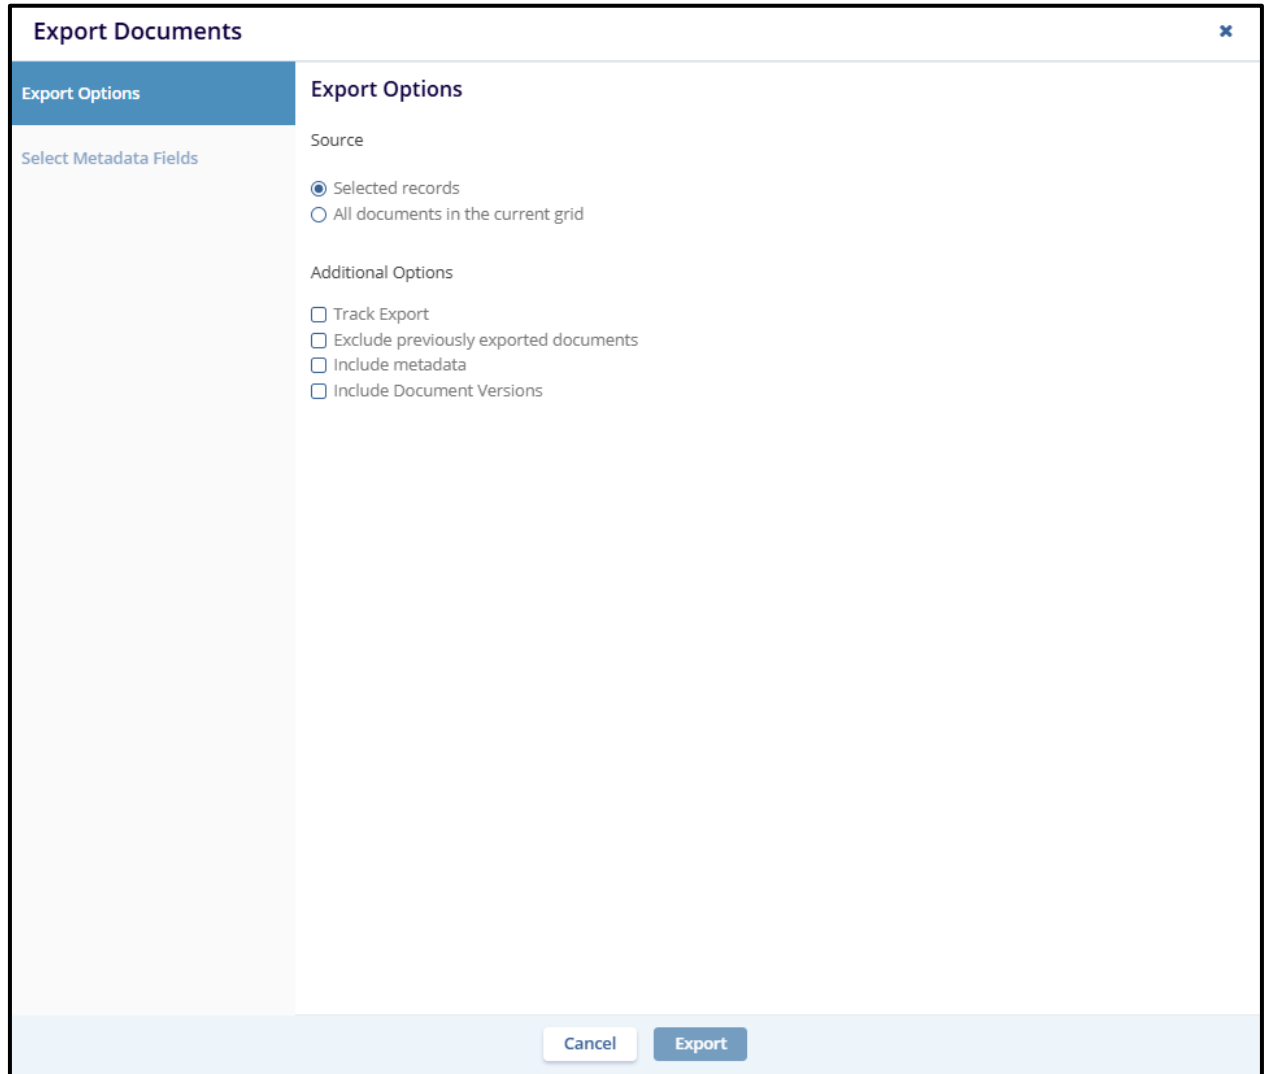 Export Documents
Export Options
Select Metadata Fields
Export Options
Source
Selected records
All documents in the current grid
Additional Options
Track Export
Exclude previously exported documents
Include metadata
Include Document Versions
Cancel
Export